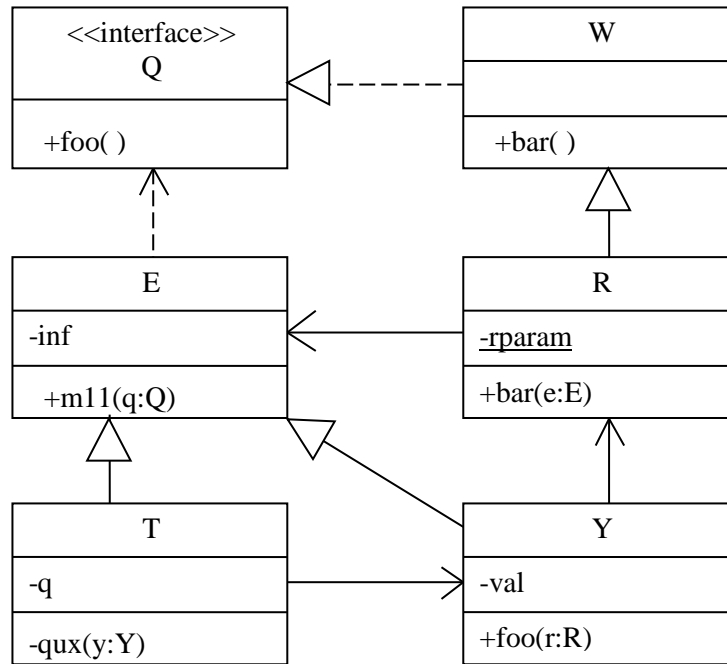 <<interface>>
Q
+foo( )
W
+bar( )
E
-inf
+m11(q:Q)
R
-rparam
+bar(e:E)
T
-q
-qux(y:Y)
Y
-val
+foo(r:R)